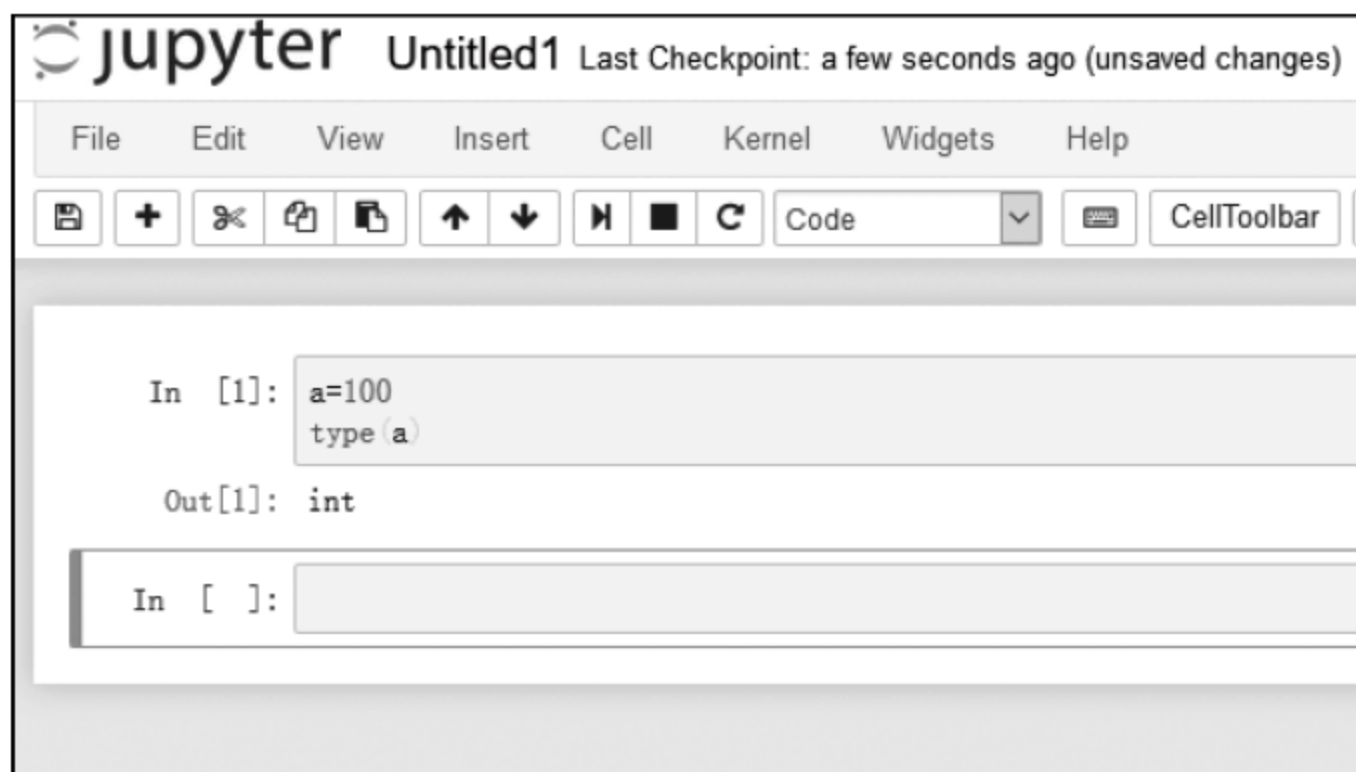 jupyter Untitled1 Last Checkpoint: a few seconds ago (unsaved changes)
File Edit View Insert Cell Kernel Widgets Help
Code CellToolbar
In [1]: a=100
type(a)
Out[1]: int
In [ ]: